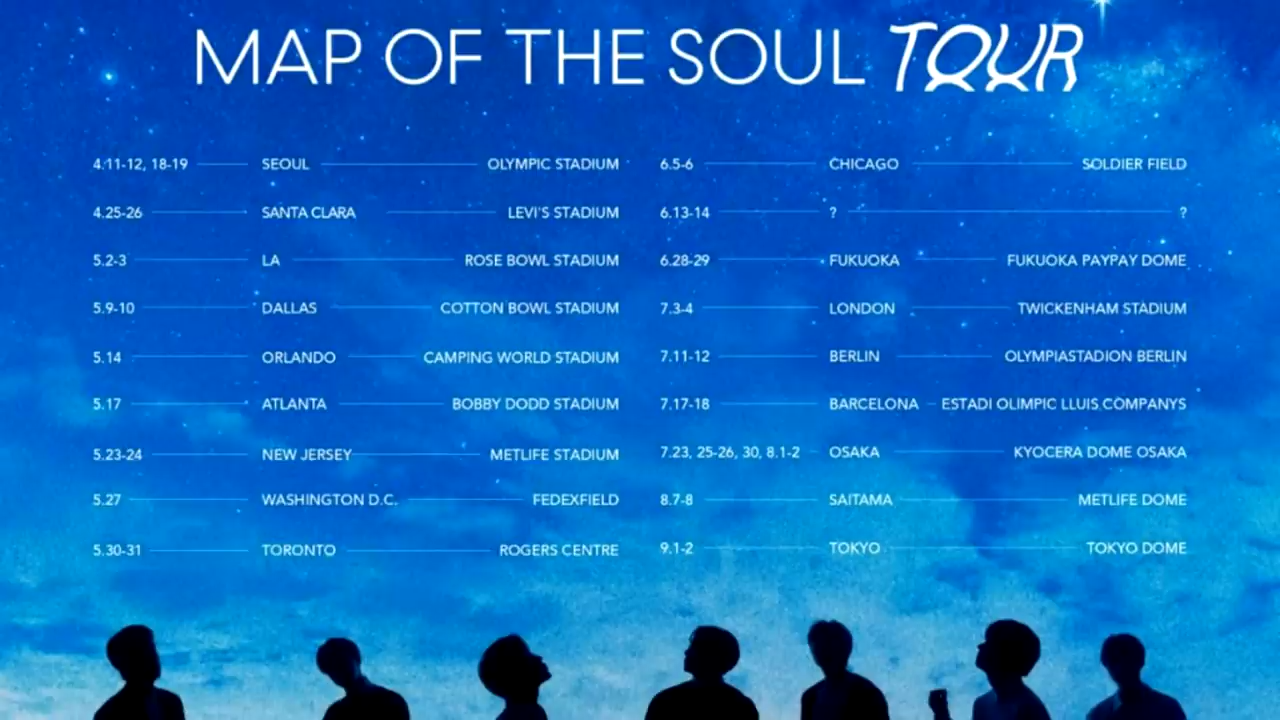 MAP OF THE SOUL TOUR
4.11-12, 18-19 SEOUL OLYMPIC STADIUM
4.25-26 SANTA CLARA LEVI'S STADIUM
5.2-3 LA ROSE BOWL STADIUM
5.9-10 DALLAS COTTON BOWL STADIUM
5.14 ORLANDO CAMPING WORLD STADIUM
5.17 ATLANTA BOBBY DODD STADIUM
5.23-24 NEW JERSEY METLIFE STADIUM
5.27 WASHINGTON D.C. FEDEXFIELD
5.30-31 TORONTO ROGERS CENTRE
6.5-6 CHICAGO SOLDIER FIELD
6.13-14 ? ?
6.28-29 FUKUOKA FUKUOKA PAYPAY DOME
7.3-4 LONDON TWICKENHAM STADIUM
7.11-12 BERLIN OLYMPIASTADION BERLIN
7.17-18 BARCELONA ESTADI OLIMPIC LLUIS COMPANYS
7.23, 25-26, 30, 8.1-2 OSAKA KYOCERA DOME OSAKA
8.7-8 SAITAMA METLIFE DOME
9.1-2 TOKYO TOKYO DOME